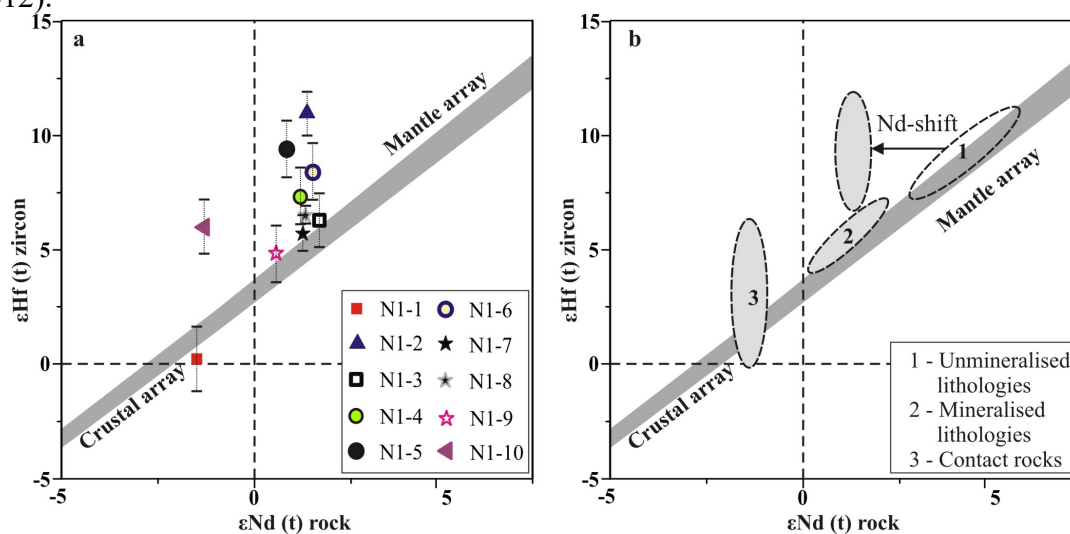 12).
a
15
10
5
0
-5
-5
0
5
εHf (t) zircon
εNd (t) rock
Mantle array
Crustal array
N1-1
N1-2
N1-3
N1-4
N1-5
N1-6
N1-7
N1-8
N1-9
N1-10
b
15
10
5
0
-5
-5
0
5
εHf (t) zircon
εNd (t) rock
Nd-shift
1
2
3
Mantle array
Crustal array
1 - Unmineralised
lithologies
2 - Mineralised
lithologies
3 - Contact rocks